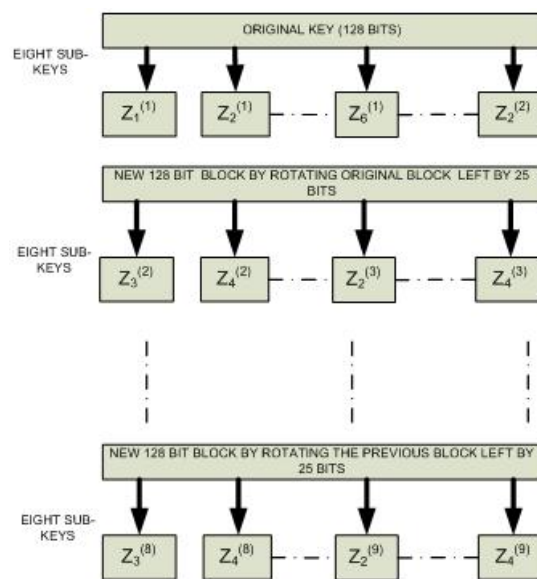 ORIGINAL KEY (128 BITS)
EIGHT SUB-
KEYS
Z₁⁽¹⁾ Z₂⁽¹⁾ Z₆⁽¹⁾ Z₂⁽²⁾
NEW 128 BIT BLOCK BY ROTATING ORIGINAL BLOCK LEFT BY 25
BITS
EIGHT SUB-
KEYS
Z₃⁽²⁾ Z₄⁽²⁾ Z₂⁽³⁾ Z₄⁽³⁾
NEW 128 BIT BLOCK BY ROTATING THE PREVIOUS BLOCK LEFT BY
25 BITS
EIGHT SUB-
KEYS
Z₃⁽⁸⁾ Z₄⁽⁸⁾ Z₂⁽⁹⁾ Z₄⁽⁹⁾